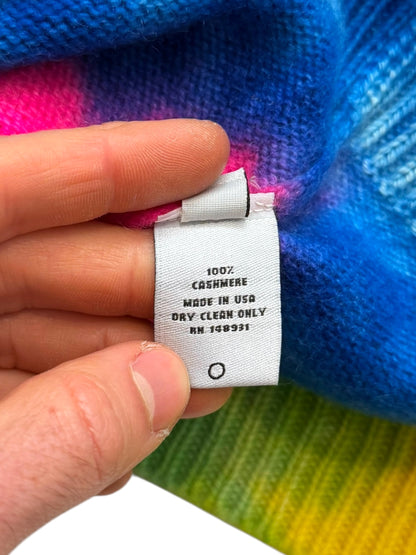 100%
CASHMERE
MADE IN USA
DRY CLEAN ONLY
RN 148931